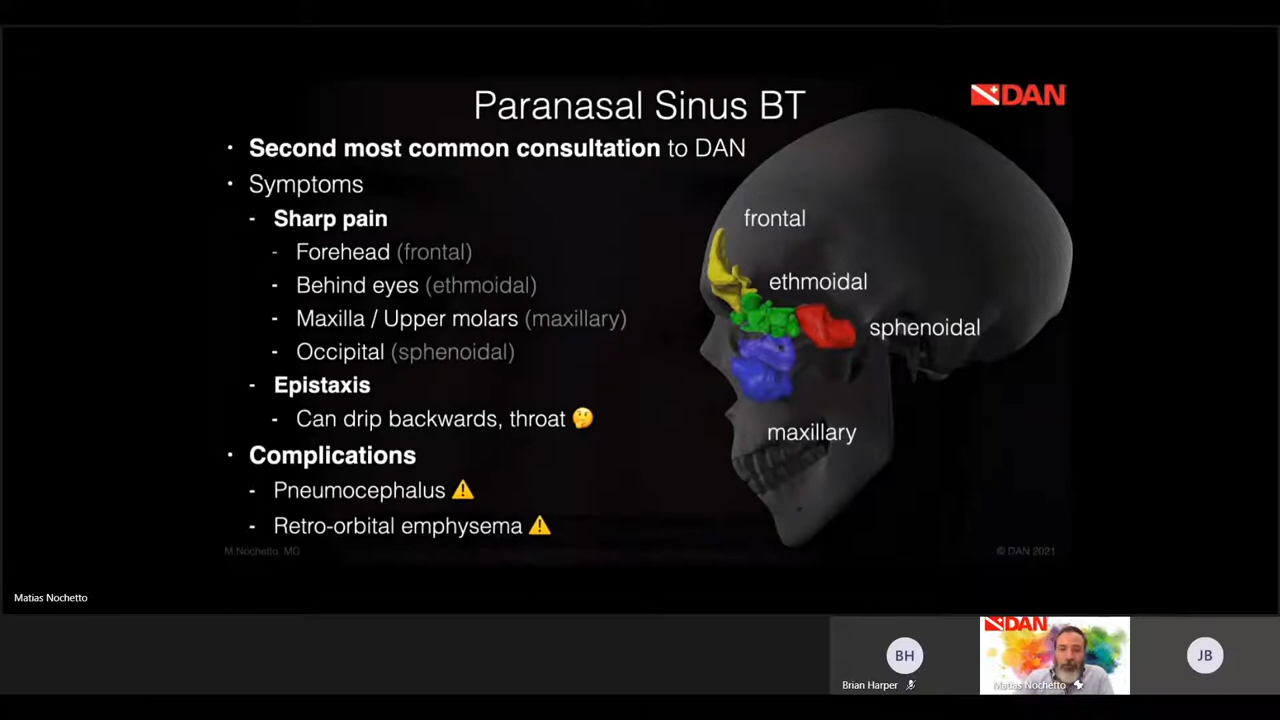 DAN
Paranasal Sinus BT
· Second most common consultation to DAN
· Symptoms
- Sharp pain
- Forehead (frontal)
- Behind eyes (ethmoidal)
- Maxilla / Upper molars (maxillary)
- Occipital (sphenoidal)
- Epistaxis
- Can drip backwards, throat 🤔
· Complications
- Pneumocephalus ⚠️
- Retro-orbital emphysema ⚠️
frontal
ethmoidal
sphenoidal
maxillary
M.Nochetto, MD
© DAN 2021
Matias Nochetto
BH
Brian Harper
DAN
Matias Nochetto
JB